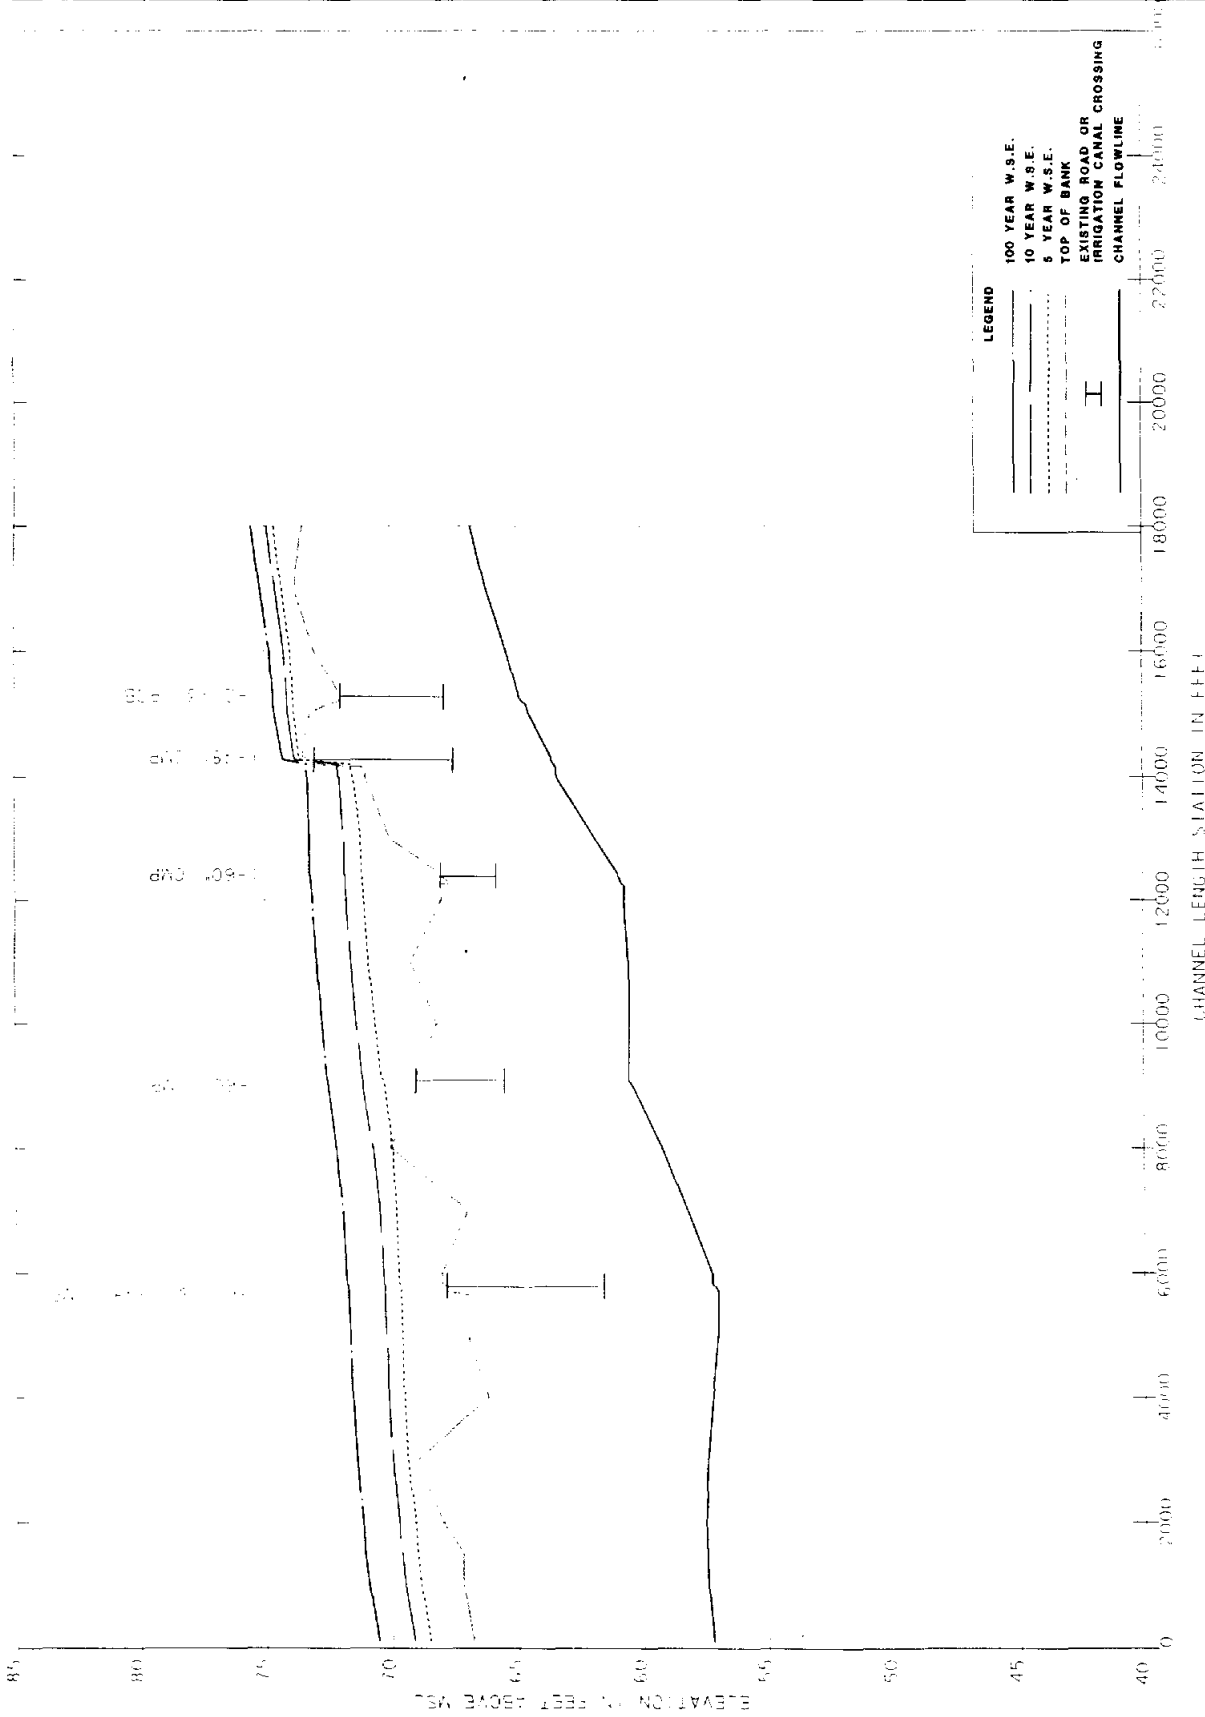 LEGEND
100 YEAR W.S.E.
10 YEAR W.S.E.
5 YEAR W.S.E.
TOP OF BANK
EXISTING ROAD OR
IRRIGATION CANAL CROSSING
CHANNEL FLOWLINE
85
80
75
70
65
60
55
50
45
40
ELEVATION IN FEET ABOVE MSL
0
2000
4000
6000
8000
10000
12000
14000
16000
18000
20000
22000
24000
CHANNEL LENGTH STATION IN FEET
-60" CMP
CMP